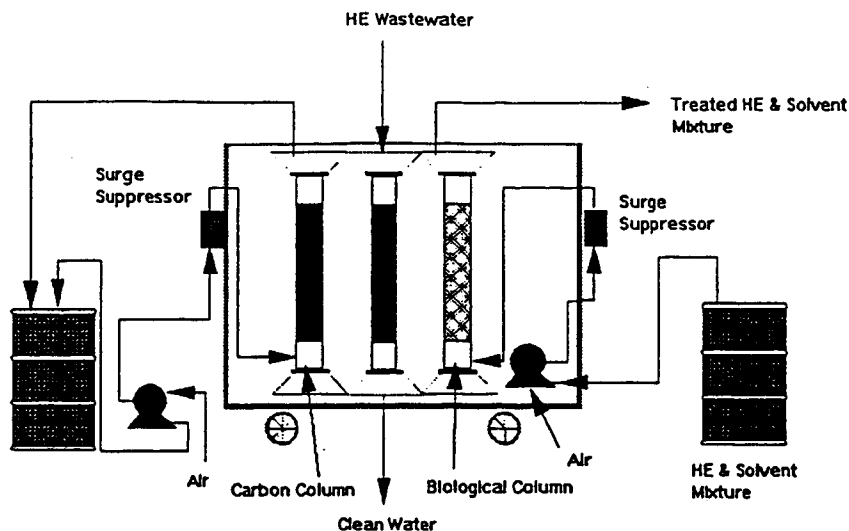 HE Wastewater
Treated HE & Solvent
Mixture
Surge
Suppressor
Surge
Suppressor
Air
Carbon Column
Biological Column
Air
HE & Solvent
Mixture
Clean Water